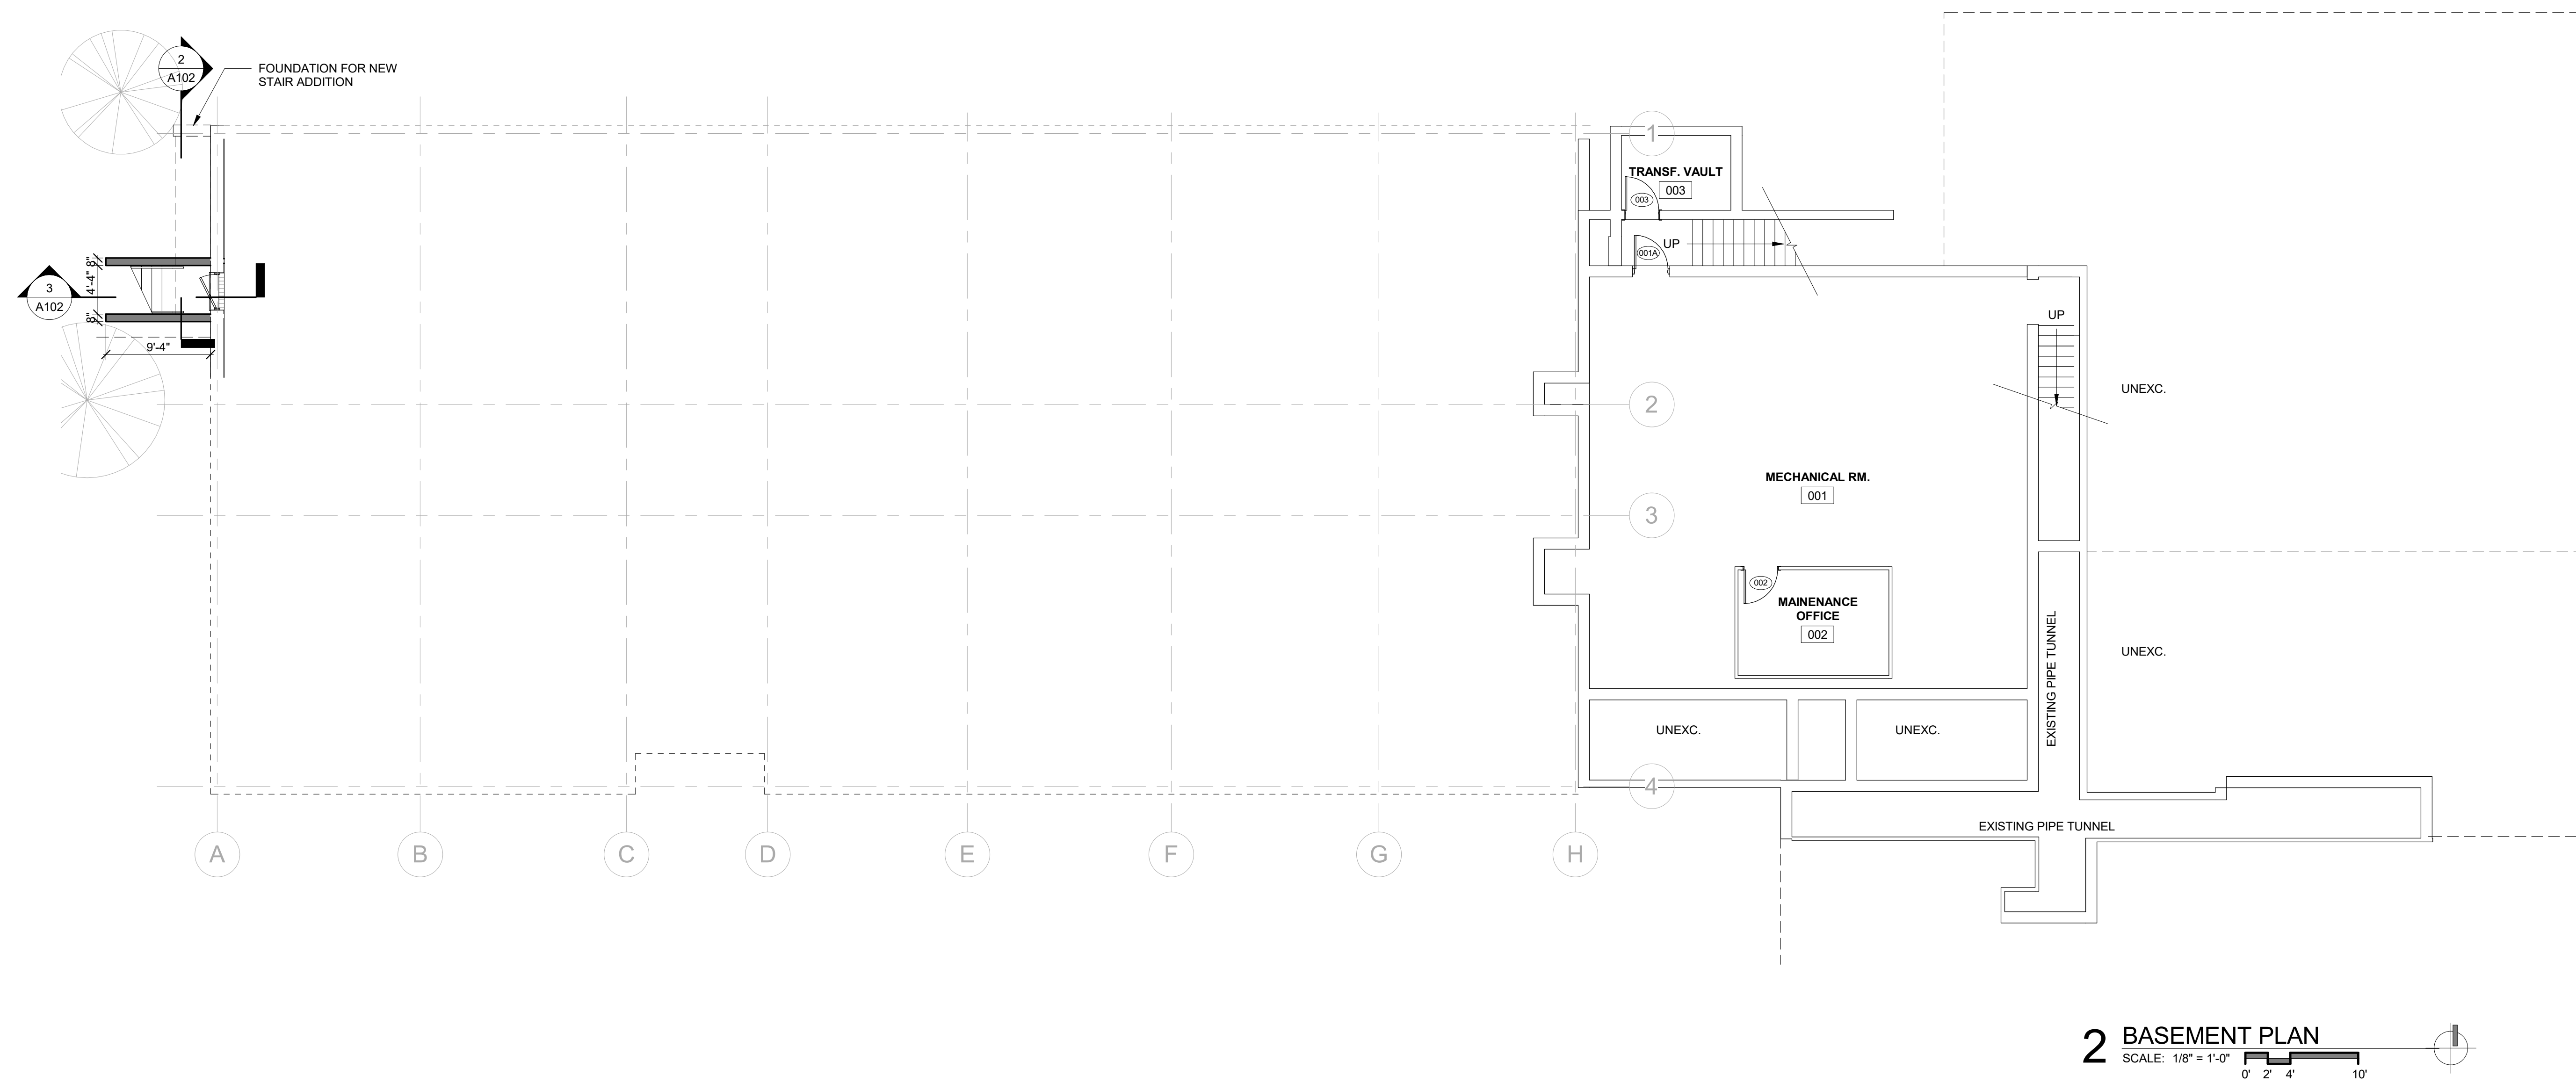 2
A102
FOUNDATION FOR NEW
STAIR ADDITION
1
TRANSF. VAULT
003
003
UP
001A
8"
4'-4"
8"
3
A102
9'-4"
UP
UNEXC.
2
MECHANICAL RM.
001
3
002
MAINENANCE
OFFICE
002
EXISTING PIPE TUNNEL
UNEXC.
UNEXC.
UNEXC.
4
EXISTING PIPE TUNNEL
A
B
C
D
E
F
G
H
2 BASEMENT PLAN
SCALE: 1/8" = 1'-0"
0' 2' 4' 10'